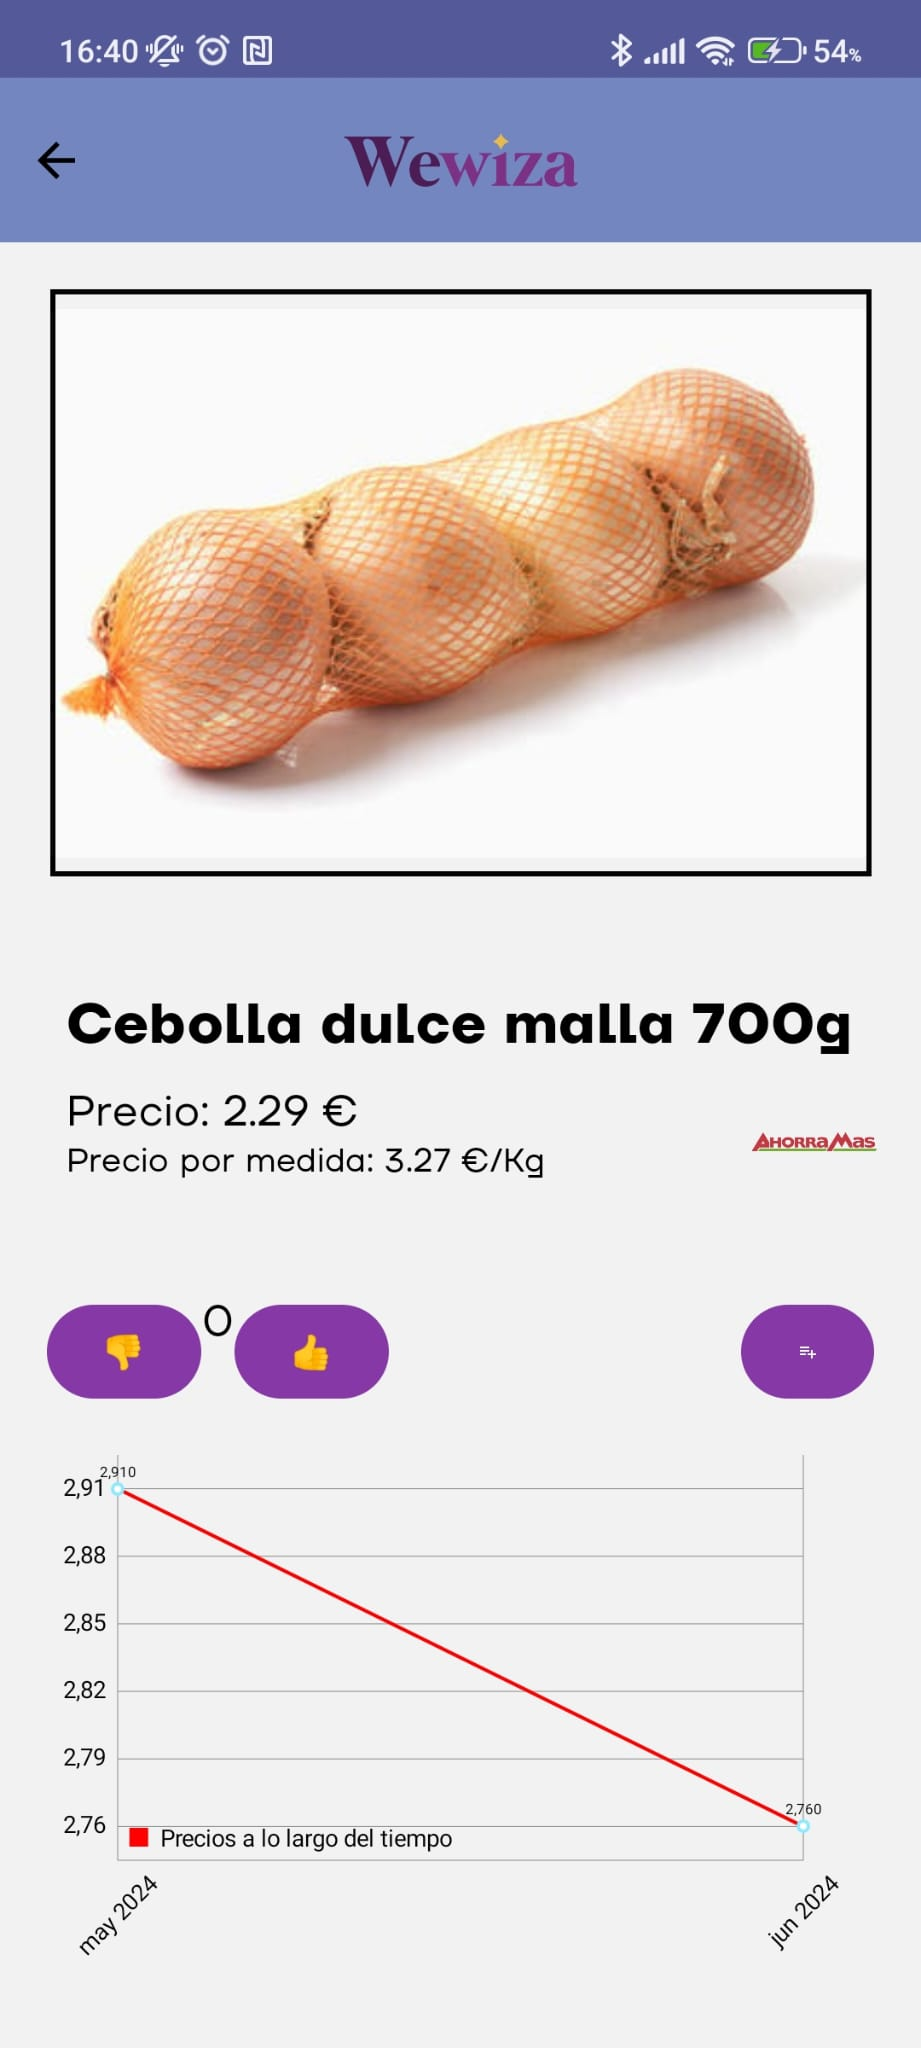 16:40
54%
Wewiza
Cebolla dulce malla 700g
Precio: 2.29 €
Precio por medida: 3.27 €/Kg
AHORRAMAS
0
2,910
2,91
2,88
2,85
2,82
2,79
2,760
2,76
Precios a lo largo del tiempo
may 2024
jun 2024